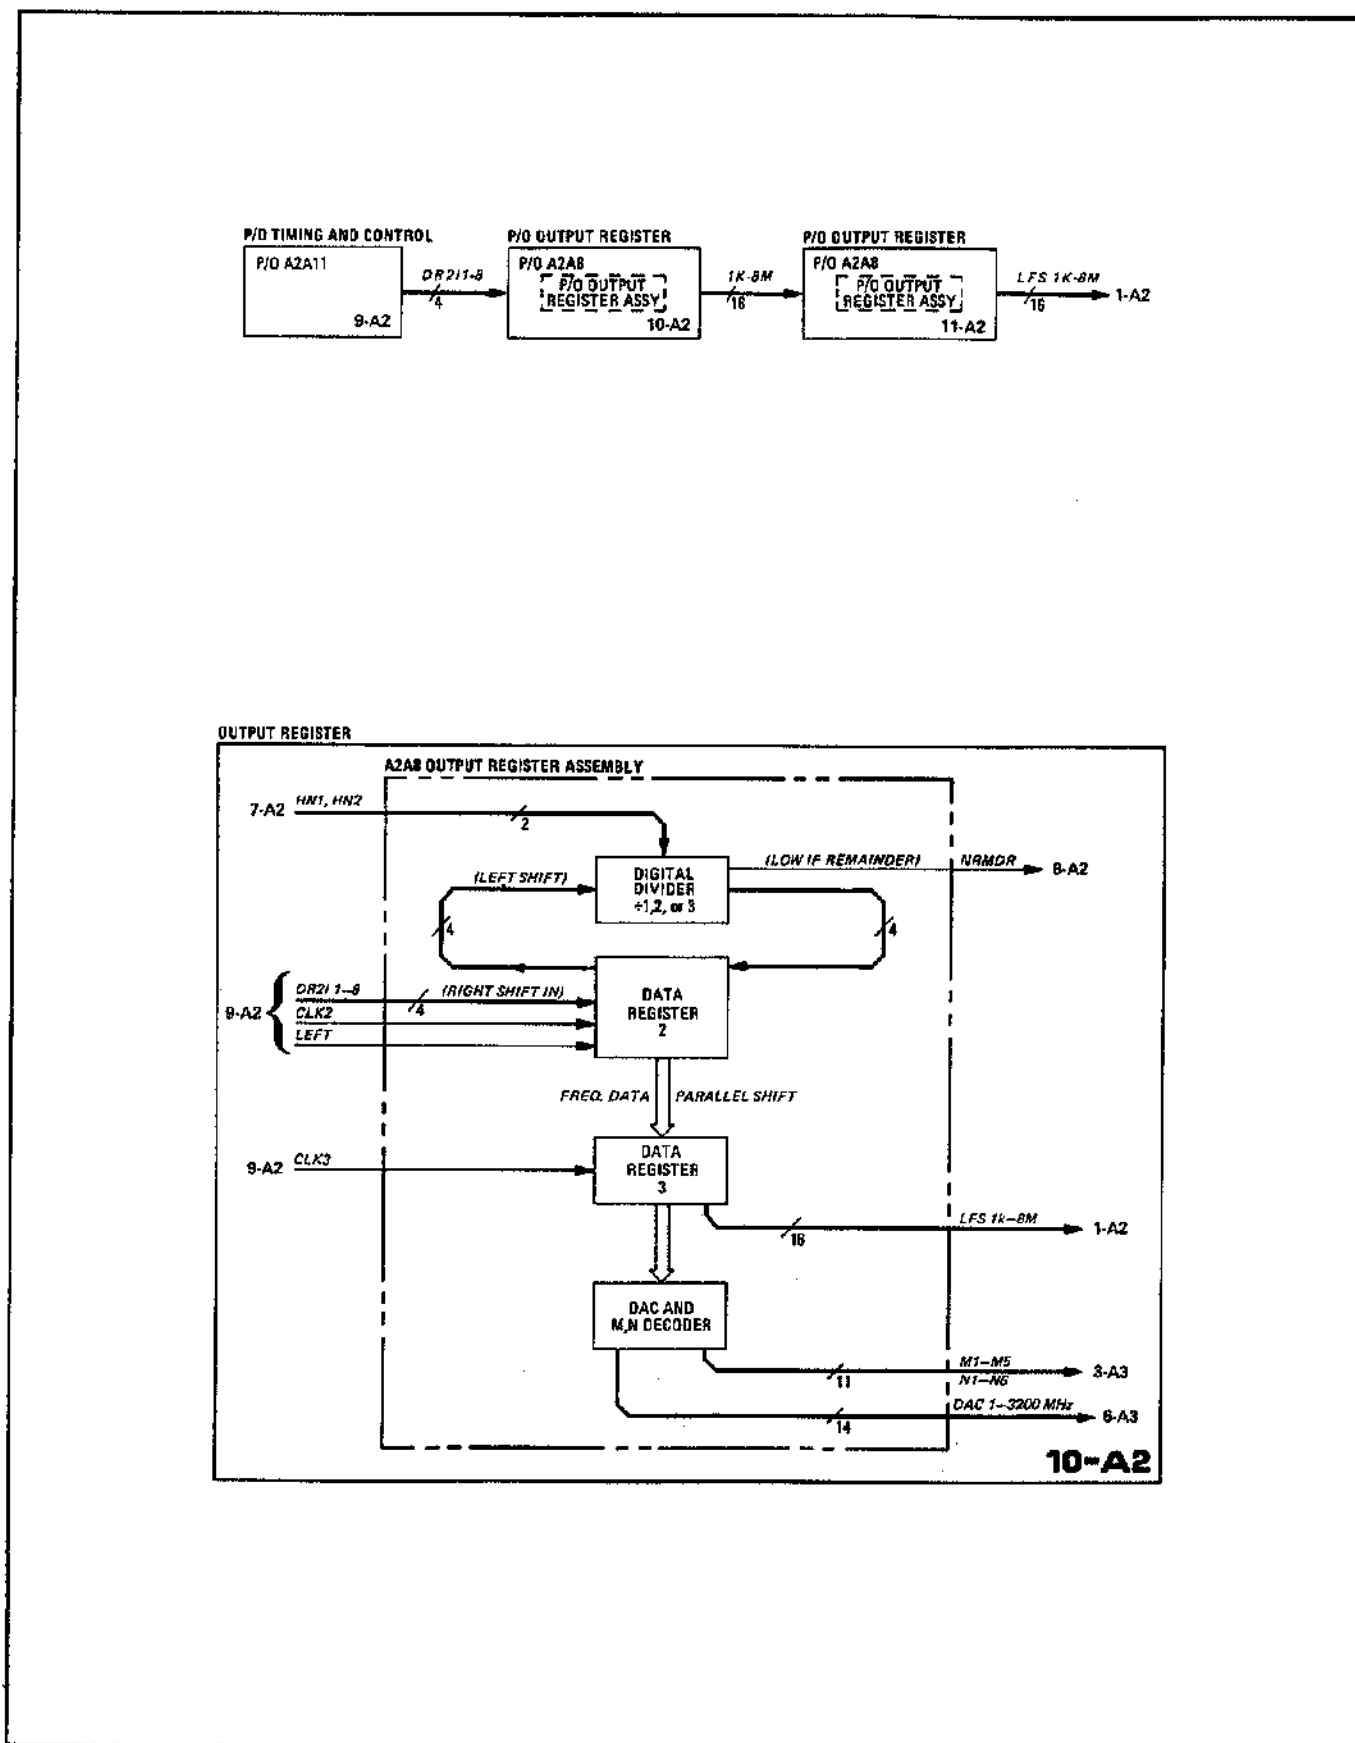 P/O TIMING AND CONTROL
P/O A2A11
9-A2
DR2I1-8
4
P/O OUTPUT REGISTER
P/O A2A8
P/O OUTPUT
REGISTER ASSY
10-A2
1K-8M
16
P/O OUTPUT REGISTER
P/O A2A8
P/O OUTPUT
REGISTER ASSY
11-A2
LFS 1K-8M
16
1-A2
OUTPUT REGISTER
A2A8 OUTPUT REGISTER ASSEMBLY
7-A2
HN1, HN2
2
(LEFT SHIFT)
DIGITAL
DIVIDER
÷1,2, or 3
(LOW IF REMAINDER)
NRMDR
8-A2
4
4
9-A2
DR2I 1-8
4
(RIGHT SHIFT IN)
CLK2
LEFT
DATA
REGISTER
2
FREQ. DATA
PARALLEL SHIFT
9-A2
CLK3
DATA
REGISTER
3
16
LFS 1k-8M
1-A2
DAC AND
M,N DECODER
11
M1-M5
N1-N6
3-A3
14
DAC 1-3200 MHz
6-A3
10-A2